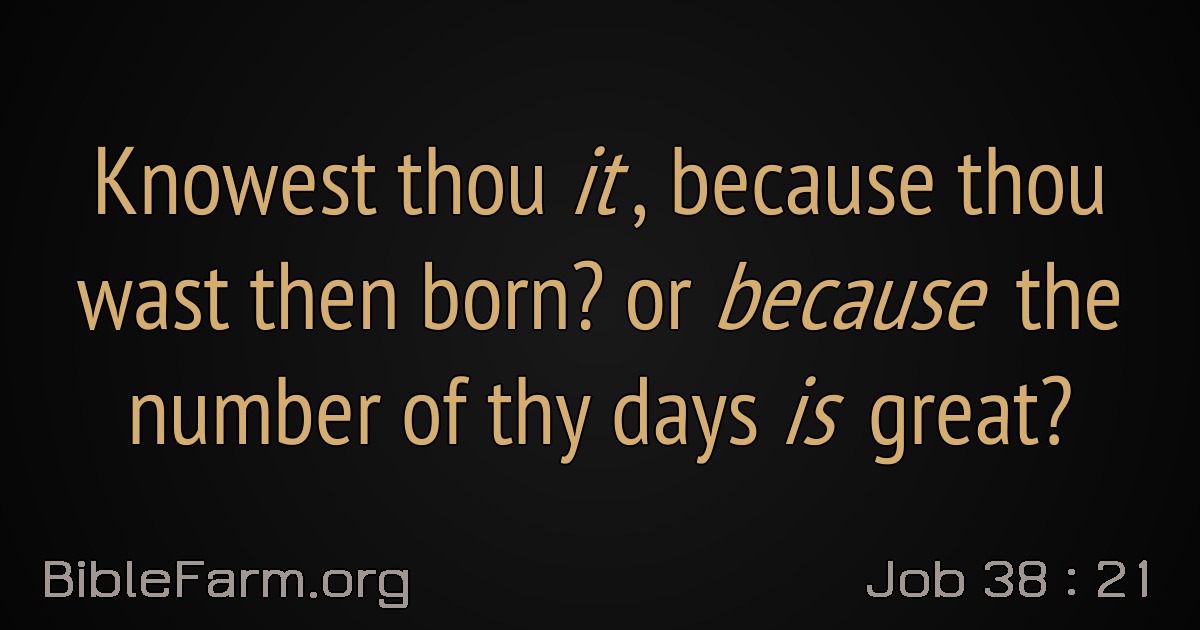 Knowest thou it, because thou
wast then born? or because the
number of thy days is great?
BibleFarm.org
Job 38 : 21